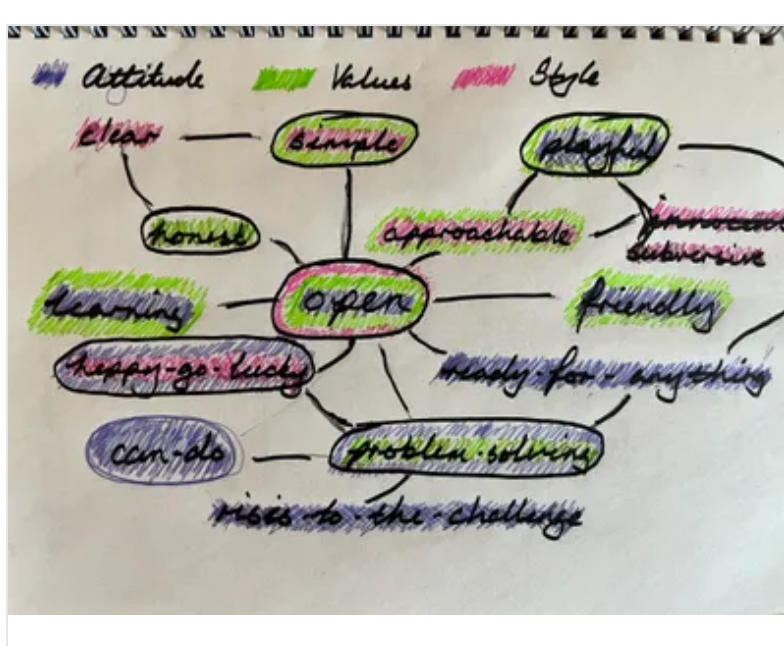 Attitude Values Style
clear simple playful
honest approachable
subversive
learning open friendly
happy-go-lucky ready-for-anything
can-do problem-solving
rises-to-the-challenge